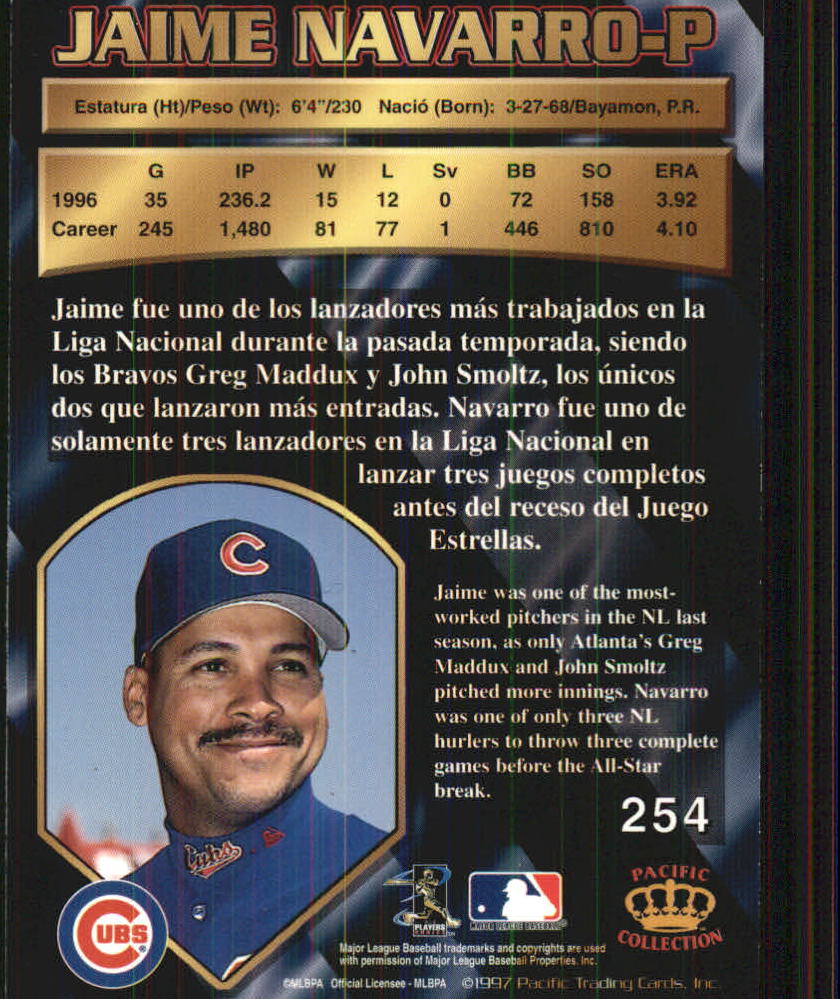 JAIME NAVARRO-P
Estatura (Ht)/Peso (Wt): 6'4"/230 Nació (Born): 3-27-68/Bayamon, P.R.
G IP W L Sv BB SO ERA
1996 35 236.2 15 12 0 72 158 3.92
Career 245 1,480 81 77 1 446 810 4.10
Jaime fue uno de los lanzadores más trabajados en la
Liga Nacional durante la pasada temporada, siendo
los Bravos Greg Maddux y John Smoltz, los únicos
dos que lanzaron más entradas. Navarro fue uno de
solamente tres lanzadores en la Liga Nacional en
lanzar tres juegos completos
antes del receso del Juego
Estrellas.
C
Jaime was one of the most-
worked pitchers in the NL last
season, as only Atlanta's Greg
Maddux and John Smoltz
pitched more innings. Navarro
was one of only three NL
hurlers to throw three complete
games before the All-Star
break.
254
Cubs
CUBS
PLAYERS
CHOICE
MAJOR LEAGUE BASEBALL
PACIFIC
COLLECTION
Major League Baseball trademarks and copyrights are used
with permission of Major League Baseball Properties, Inc.
©MLBPA Official Licensee - MLBPA ©1997 Pacific Trading Cards, Inc.